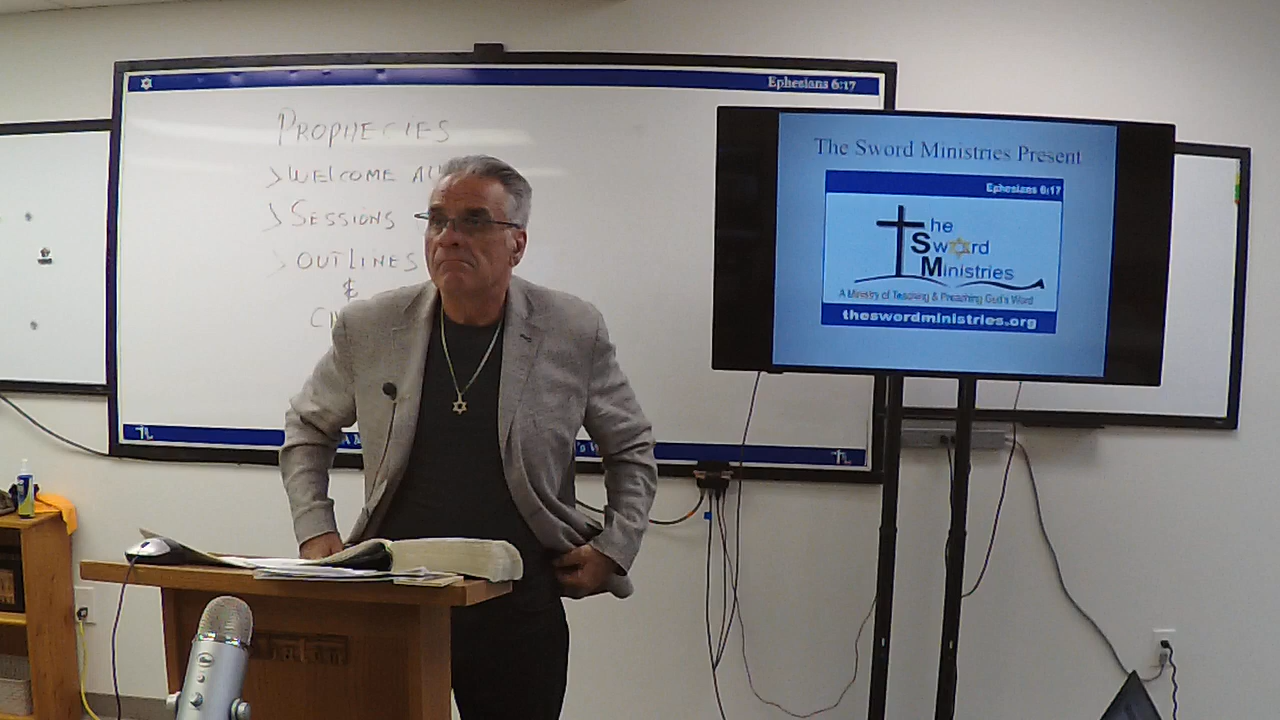 Ephesians 6:17
PROPHECIES
> WELCOME
> SESSIONS
> OUTLINES
&
The Sword Ministries Present
Ephesians 6:17
The
Sword
Ministries
A Ministry of Teaching & Preaching God's Word
theswordministries.org